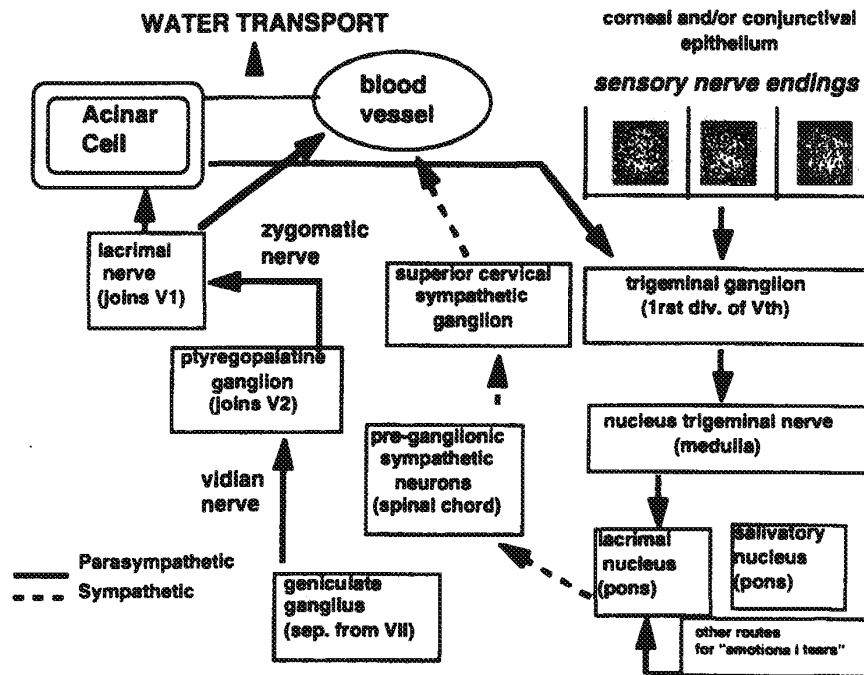 WATER TRANSPORT
corneal and/or conjunctival
epithelium
sensory nerve endings
blood
vessel
Acinar
Cell
zygomatic
nerve
lacrimal
nerve
(joins V1)
superior cervical
sympathetic
ganglion
trigeminal ganglion
(1rst div. of Vth)
ptyregopalatine
ganglion
(joins V2)
nucleus trigeminal nerve
(medulla)
pre-ganglionic
sympathetic
neurons
(spinal chord)
vidian
nerve
lacrimal
nucleus
(pons)
salivatory
nucleus
(pons)
Parasympathetic
Sympathetic
geniculate
ganglius
(sep. from VII)
other routes
for "emotions i tears"